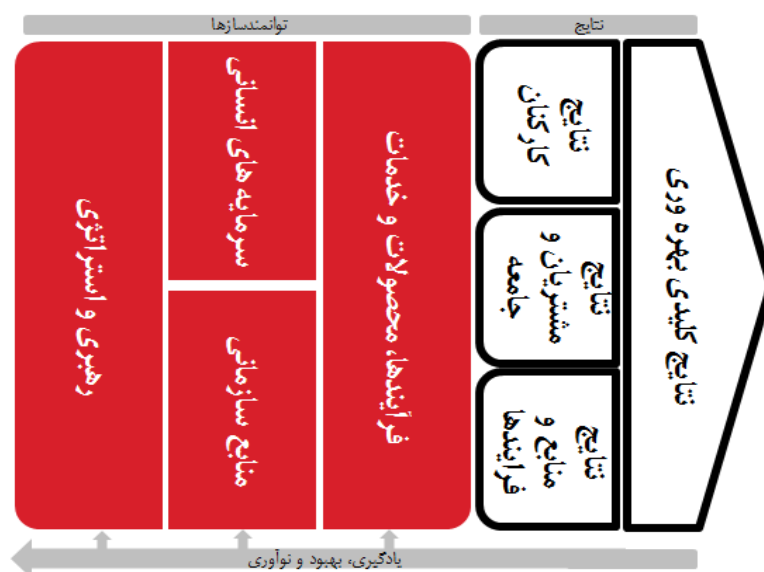 توانمندسازها
نتایج
رهبری و استراتژی
سرمایه های انسانی
منابع سازمانی
فرآیندها، محصولات و خدمات
نتایج
کارکنان
نتایج
مشتریان و
جامعه
نتایج
منابع و
فرایندها
نتایج کلیدی بهره وری
یادگیری، بهبود و نوآوری